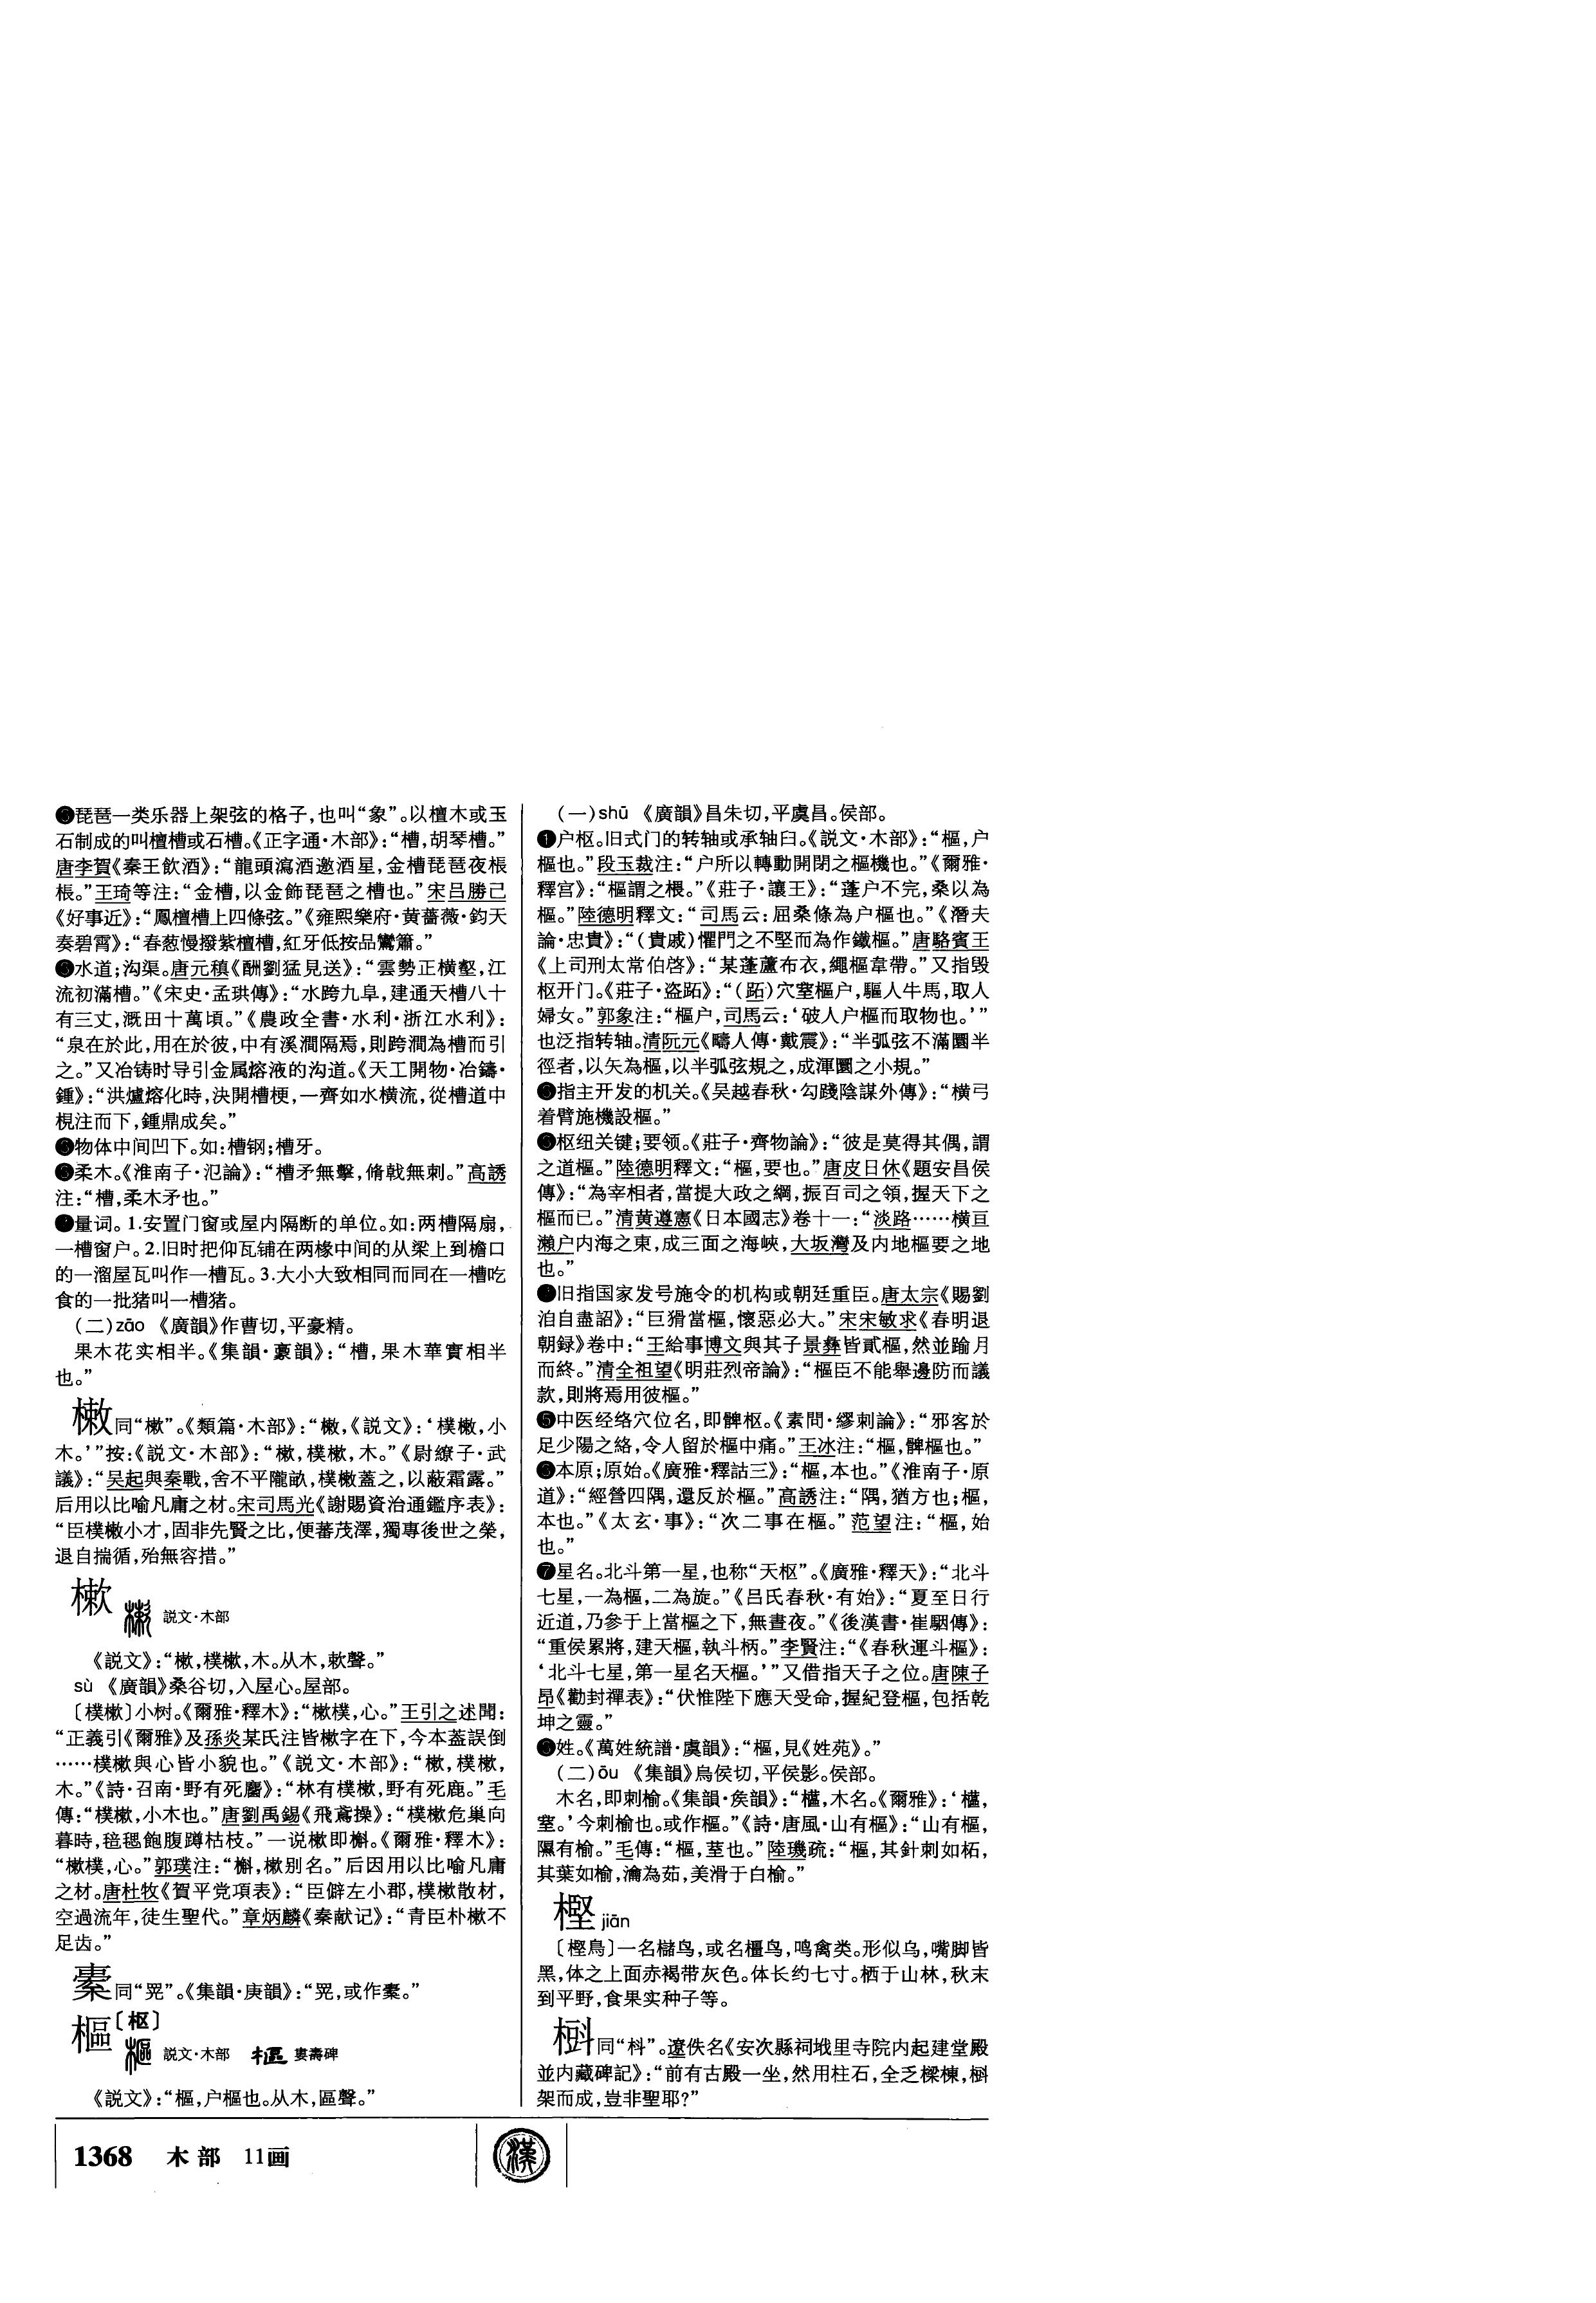 琵琶一类乐器上架弦的格子，也叫“象”。以檀木或玉
石制成的叫檀槽或石槽。《正字通·木部》：“槽，胡琴槽。”
唐李賀《秦王飲酒》：“龍頭瀉酒邀酒星，金槽琵琶夜棖
棖。”王琦等注：“金槽，以金飾琵琶之槽也。”宋吕勝己
《好事近》：“鳳檀槽上四條弦。”《雍熙樂府·黄薔薇·鈞天
奏碧霄》：“春葱慢撥紫檀槽，紅牙低按品鸞簫。”
水道；沟渠。唐元稹《酬劉猛見送》：“雲勢正横壑，江
流初滿槽。”《宋史·孟珙傳》：“水跨九阜，建通天槽八十
有三丈，溉田十萬頃。”《農政全書·水利·浙江水利》：
“泉在於此，用在於彼，中有溪澗隔焉，則跨澗為槽而引
之。”又冶铸时导引金属熔液的沟道。《天工開物·冶鑄·
鍾》：“洪爐熔化時，決開槽梗，一齊如水横流，從槽道中
梘注而下，鍾鼎成矣。”
物体中间凹下。如：槽钢；槽牙。
柔木。《淮南子·氾論》：“槽矛無擊，脩戟無刺。”高誘
注：“槽，柔木矛也。”
量词。1.安置门窗或屋内隔断的单位。如：两槽隔扇，
一槽窗户。2.旧时把仰瓦铺在两椽中间的从梁上到檐口
的一溜屋瓦叫作一槽瓦。3.大小大致相同而同在一槽吃
食的一批猪叫一槽猪。
（二）zāo 《廣韻》作曹切，平豪精。
果木花实相半。《集韻·豪韻》：“槽，果木華實相半
也。”
樕同“樕”。《類篇·木部》：“樕，《説文》：‘樸樕，小
木。’”按：《説文·木部》：“樕，樸樕，木。”《尉繚子·武
議》：“吴起與秦戰，舍不平隴畝，樸樕蓋之，以蔽霜露。”
后用以比喻凡庸之材。宋司馬光《謝賜資治通鑑序表》：
“臣樸樕小才，固非先賢之比，便蕃茂澤，獨專後世之榮，
退自揣循，殆無容措。”
樕 説文·木部
《説文》：“樕，樸樕，木。从木，欶聲。”
sù 《廣韻》桑谷切，入屋心。屋部。
〔樸樕〕小树。《爾雅·釋木》：“樕樸，心。”王引之述聞：
“正義引《爾雅》及孫炎某氏注皆樕字在下，今本蓋誤倒
……樸樕與心皆小貌也。”《説文·木部》：“樕，樸樕，
木。”《詩·召南·野有死麕》：“林有樸樕，野有死鹿。”毛
傳：“樸樕，小木也。”唐劉禹錫《飛鳶操》：“樸樕危巢向
暮時，毰毸飽腹蹲枯枝。”一说樕即槲。《爾雅·釋木》：
“樕樸，心。”郭璞注：“槲，樕别名。”后因用以比喻凡庸
之材。唐杜牧《賀平党項表》：“臣僻左小郡，樸樕散材，
空過流年，徒生聖代。”章炳麟《秦献记》：“青臣朴樕不
足齿。”
同“㫛”。《集韻·庚韻》：“㫛，或作橐。”
樞〔枢〕 説文·木部 婁壽碑
《説文》：“樞，户樞也。从木，區聲。”
（一）shū 《廣韻》昌朱切，平虞昌。侯部。
❶户枢。旧式门的转轴或承轴臼。《説文·木部》：“樞，户
樞也。”段玉裁注：“户所以轉動開閉之樞機也。”《爾雅·
釋宫》：“樞謂之椳。”《莊子·讓王》：“蓬户不完，桑以為
樞。”陸德明釋文：“司馬云：屈桑條為户樞也。”《潛夫
論·忠貴》：“（貴戚）懼門之不堅而為作鐵樞。”唐駱賓王
《上司刑太常伯啓》：“某蓬蘆布衣，繩樞韋帶。”又指毁
枢开门。《莊子·盗跖》：“（跖）穴室樞户，驅人牛馬，取人
婦女。”郭象注：“樞户，司馬云：‘破人户樞而取物也。’”
也泛指转轴。清阮元《疇人傳·戴震》：“半弧弦不滿圜半
徑者，以矢為樞，以半弧弦規之，成渾圜之小規。”
指主开发的机关。《吴越春秋·勾踐陰謀外傳》：“横弓
着臂施機設樞。”
枢纽关键；要领。《莊子·齊物論》：“彼是莫得其偶，謂
之道樞。”陸德明釋文：“樞，要也。”唐皮日休《題安昌侯
傳》：“為宰相者，當提大政之綱，振百司之領，握天下之
樞而已。”清黄遵憲《日本國志》卷十一：“淡路……横亘
瀨户内海之東，成三面之海峽，大坂灣及内地樞要之地
也。”
旧指国家发号施令的机构或朝廷重臣。唐太宗《賜劉
洎自盡詔》：“巨猾當樞，懷惡必大。”宋宋敏求《春明退
朝録》卷中：“王給事博文與其子景彝皆貳樞，然並踰月
而終。”清全祖望《明莊烈帝論》：“樞臣不能舉邊防而議
款，則將焉用彼樞。”
❺中医经络穴位名，即髀枢。《素問·繆刺論》：“邪客於
足少陽之絡，令人留於樞中痛。”王冰注：“樞，髀樞也。”
本原；原始。《廣雅·釋詁三》：“樞，本也。”《淮南子·原
道》：“經營四隅，還反於樞。”高誘注：“隅，猶方也；樞，
本也。”《太玄·事》：“次二事在樞。”范望注：“樞，始
也。”
❼星名。北斗第一星，也称“天枢”。《廣雅·釋天》：“北斗
七星，一為樞，二為旋。”《吕氏春秋·有始》：“夏至日行
近道，乃參于上當樞之下，無晝夜。”《後漢書·崔駰傳》：
“重侯累將，建天樞，執斗柄。”李賢注：“《春秋運斗樞》：
‘北斗七星，第一星名天樞。’”又借指天子之位。唐陳子
昂《勸封禪表》：“伏惟陛下應天受命，握紀登樞，包括乾
坤之靈。”
姓。《萬姓統譜·虞韻》：“樞，見《姓苑》。”
（二）ōu 《集韻》烏侯切，平侯影。侯部。
木名，即刺榆。《集韻·矦韻》：“蓲，木名。《爾雅》：‘蓲，
荎。’今刺榆也。或作樞。”《詩·唐風·山有樞》：“山有樞，
隰有榆。”毛傳：“樞，荎也。”陸璣疏：“樞，其針刺如柘，
其葉如榆，瀹為茹，美滑于白榆。”
樫 jiān
〔樫鳥〕一名櫧鸟，或名橿鸟，鸣禽类。形似乌，嘴脚皆
黑，体之上面赤褐带灰色。体长约七寸。栖于山林，秋末
到平野，食果实种子等。
同“枓”。遼佚名《安次縣祠垡里寺院内起建堂殿
並内藏碑記》：“前有古殿一坐，然用柱石，全乏樑棟，
架而成，豈非聖耶？”
1368 木部 11画 漢